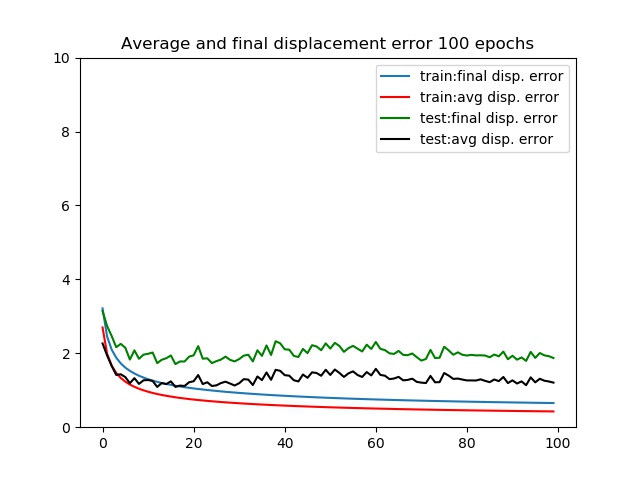 Average and final displacement error 100 epochs
10
8
6
4
2
0
train:final disp. error
train:avg disp. error
test:final disp. error
test:avg disp. error
0 20 40 60 80 100